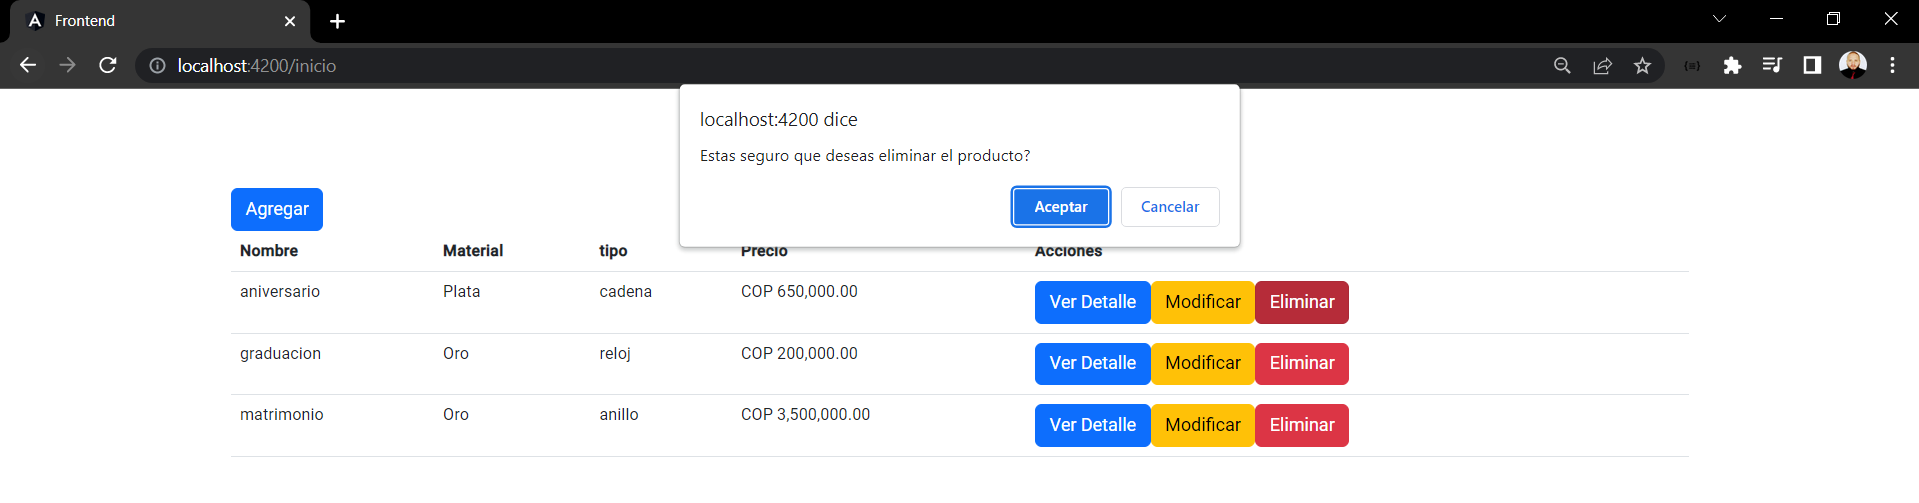 Frontend
localhost:4200/inicio
localhost:4200 dice
Estas seguro que deseas eliminar el producto?
Aceptar Cancelar
Agregar
Nombre Material tipo Precio Acciones
aniversario Plata cadena COP 650,000.00 Ver Detalle Modificar Eliminar
graduacion Oro reloj COP 200,000.00 Ver Detalle Modificar Eliminar
matrimonio Oro anillo COP 3,500,000.00 Ver Detalle Modificar Eliminar